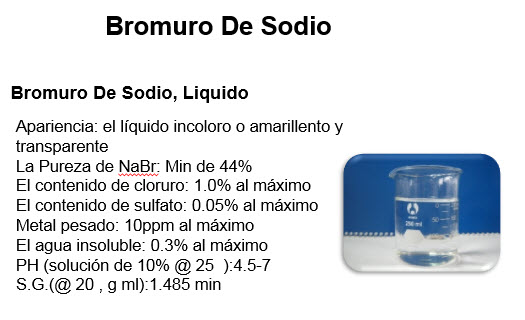 Bromuro De Sodio
Bromuro De Sodio, Liquido
Apariencia: el líquido incoloro o amarillento y
transparente
La Pureza de NaBr: Min de 44%
El contenido de cloruro: 1.0% al máximo
El contenido de sulfato: 0.05% al máximo
Metal pesado: 10ppm al máximo
El agua insoluble: 0.3% al máximo
PH (solución de 10% @ 25  ):4.5-7
S.G.(@ 20 , g ml):1.485 min
250 ml